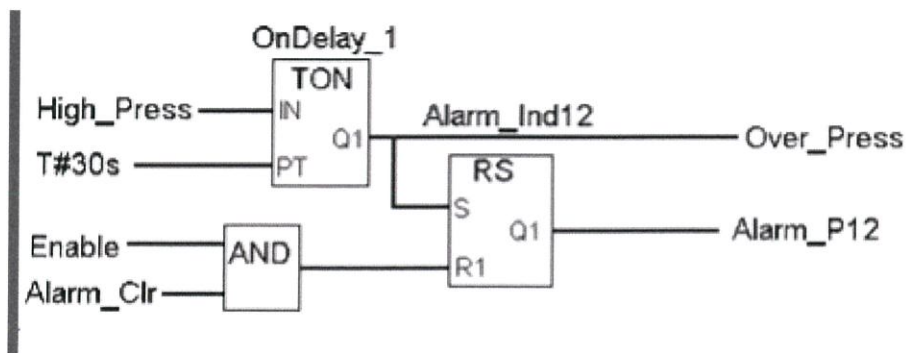 OnDelay_1
TON
High_Press
IN
Q1
T#30s
PT
Alarm_Ind12
Over_Press
RS
S
Q1
Alarm_P12
R1
Enable
AND
Alarm_Clr